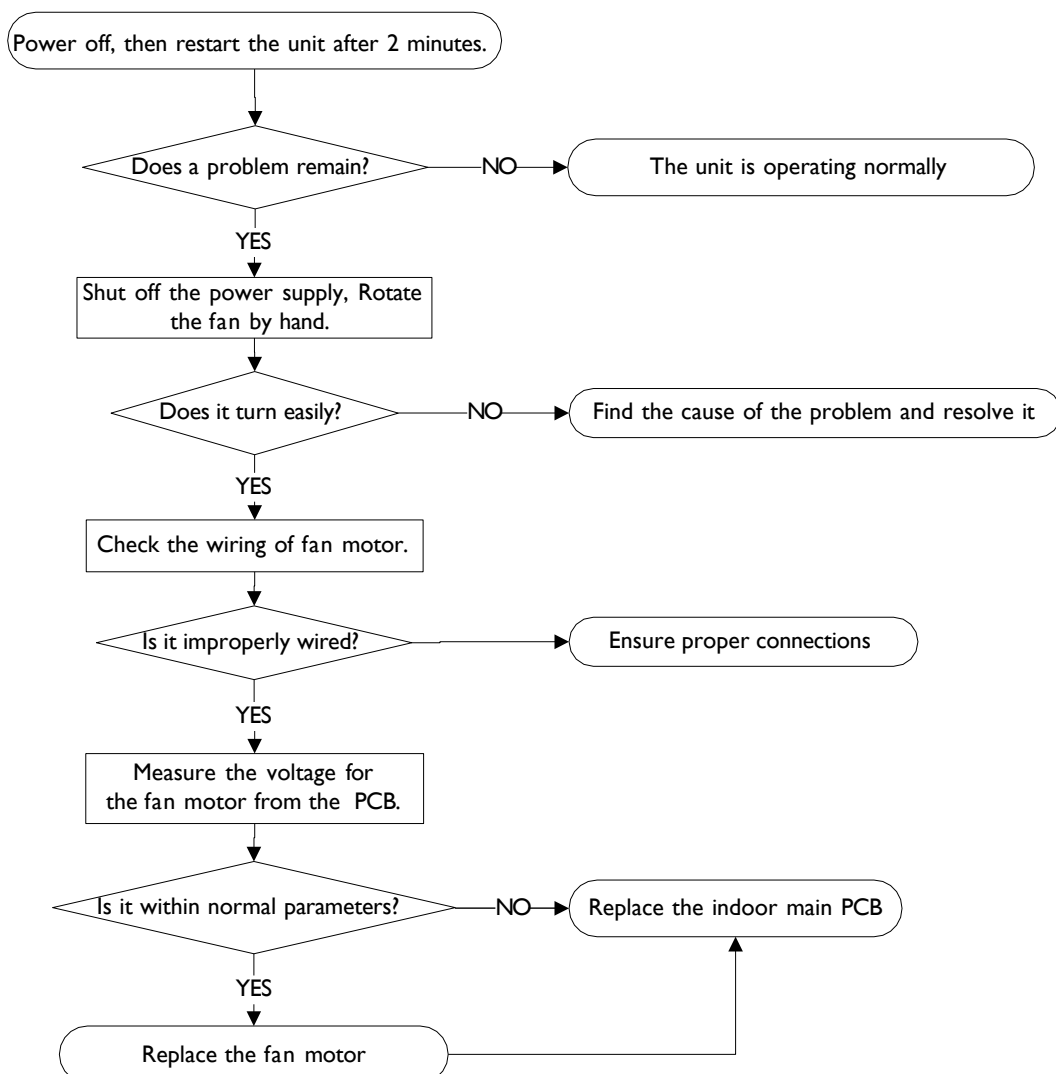 Power off, then restart the unit after 2 minutes.
Does a problem remain?
NO
The unit is operating normally
YES
Shut off the power supply, Rotate
the fan by hand.
Does it turn easily?
NO
Find the cause of the problem and resolve it
YES
Check the wiring of fan motor.
Is it improperly wired?
Ensure proper connections
YES
Measure the voltage for
the fan motor from the PCB.
Is it within normal parameters?
NO
Replace the indoor main PCB
YES
Replace the fan motor